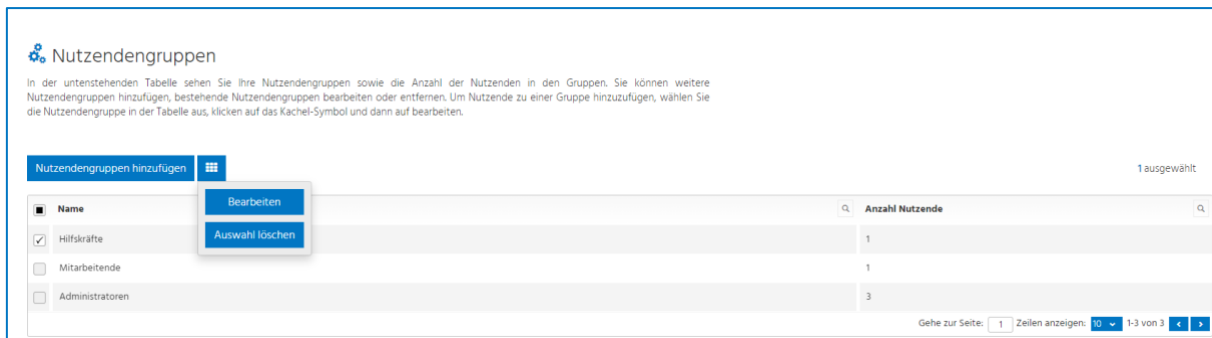 Nutzendengruppen
In der untenstehenden Tabelle sehen Sie Ihre Nutzendengruppen sowie die Anzahl der Nutzenden in den Gruppen. Sie können weitere
Nutzendengruppen hinzufügen, bestehende Nutzendengruppen bearbeiten oder entfernen. Um Nutzende zu einer Gruppe hinzuzufügen, wählen Sie
die Nutzendengruppe in der Tabelle aus, klicken auf das Kachel-Symbol und dann auf bearbeiten.
Nutzendengruppen hinzufügen
1 ausgewählt
Bearbeiten
Auswahl löschen
Name Anzahl Nutzende
Hilfskräfte 1
Mitarbeitende 1
Administratoren 3
Gehe zur Seite: 1 Zeilen anzeigen: 10 1-3 von 3